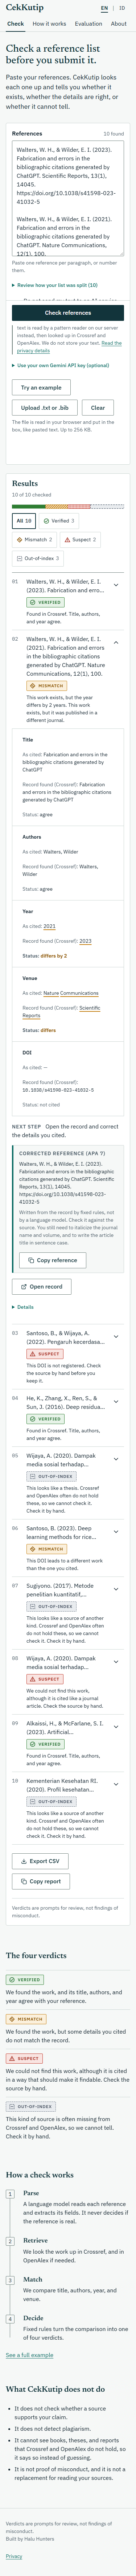 CekKutip
EN | ID
Check How it works Evaluation About
Check a reference list
before you submit it.
Paste your references. CekKutip looks
each one up and tells you whether it
exists, whether the details are right, or
whether it cannot tell.
References 10 found
Walters, W. H., & Wilder, E. I. (2023).
Fabrication and errors in the
bibliographic citations generated by
ChatGPT. Scientific Reports, 13(1),
14045.
https://doi.org/10.1038/s41598-023-
41032-5
Walters, W. H., & Wilder, E. I. (2021).
Fabrication and errors in the
bibliographic citations generated by
ChatGPT. Nature Communications,
12(1), 100.
Paste one reference per paragraph, or number
them.
Review how your list was split (10)
Check references
text is read by a pattern reader on our server
instead, then looked up in Crossref and
OpenAlex. We do not store your text. Read the
privacy details
Use your own Gemini API key (optional)
Try an example
Upload .txt or .bib
Clear
The file is read in your browser and put in the
box, like pasted text. Up to 256 KB.
Results
10 of 10 checked
All 10
Verified 3
Mismatch 2
Suspect 2
Out-of-index 3
01 Walters, W. H., & Wilder, E. I.
(2023). Fabrication and erro...
VERIFIED
Found in Crossref. Title, authors,
and year agree.
02 Walters, W. H., & Wilder, E. I.
(2021). Fabrication and errors
in the bibliographic citations
generated by ChatGPT. Nature
Communications, 12(1), 100.
MISMATCH
This work exists, but the year
differs by 2 years. This work
exists, but it was published in a
different journal.
Title
As cited: Fabrication and errors in the
bibliographic citations generated by
ChatGPT
Record found (Crossref): Fabrication
and errors in the bibliographic citations
generated by ChatGPT
Status: agree
Authors
As cited: Walters, Wilder
Record found (Crossref): Walters,
Wilder
Status: agree
Year
As cited: 2021
Record found (Crossref): 2023
Status: differs by 2
Venue
As cited: Nature Communications
Record found (Crossref): Scientific
Reports
Status: differs
DOI
As cited: —
Record found (Crossref):
10.1038/s41598-023-41032-5
Status: not cited
NEXT STEP Open the record and correct
the details you cited.
CORRECTED REFERENCE (APA 7)
Walters, W. H., & Wilder, E. I. (2023).
Fabrication and errors in the bibliographic
citations generated by ChatGPT. Scientific
Reports, 13(1), 14045.
https://doi.org/10.1038/s41598-023-
41032-5
Written from the record by fixed rules, not
by a language model. Check it against the
source. You still need to italicise the journal
name and volume, and to write the article
title in sentence case.
Copy reference
Open record
Details
03 Santoso, B., & Wijaya, A.
(2022). Pengaruh kecerdasa...
SUSPECT
This DOI is not registered. Check
the source by hand before you
keep it.
04 He, K., Zhang, X., Ren, S., &
Sun, J. (2016). Deep residua...
VERIFIED
Found in Crossref. Title, authors,
and year agree.
05 Wijaya, A. (2020). Dampak
media sosial terhadap...
OUT-OF-INDEX
This looks like a thesis. Crossref
and OpenAlex often do not hold
these, so we cannot check it.
Check it by hand.
06 Santoso, B. (2023). Deep
learning methods for rice...
MISMATCH
This DOI leads to a different work
than the one you cited.
07 Sugiyono. (2017). Metode
penelitian kuantitatif,...
OUT-OF-INDEX
This looks like a source of another
kind. Crossref and OpenAlex often
do not hold these, so we cannot
check it. Check it by hand.
08 Wijaya, A. (2020). Dampak
media sosial terhadap...
SUSPECT
We could not find this work,
although it is cited like a journal
article. Check the source by hand.
09 Alkaissi, H., & McFarlane, S. I.
(2023). Artificial...
VERIFIED
Found in Crossref. Title, authors,
and year agree.
10 Kementerian Kesehatan RI.
(2020). Profil kesehatan...
OUT-OF-INDEX
This looks like a source of another
kind. Crossref and OpenAlex often
do not hold these, so we cannot
check it. Check it by hand.
Export CSV
Copy report
Verdicts are prompts for review, not findings of
misconduct.
The four verdicts
VERIFIED
We found the work, and its title, authors, and
year agree with your reference.
MISMATCH
We found the work, but some details you cited
do not match the record.
SUSPECT
We could not find this work, although it is cited
in a way that should make it findable. Check the
source by hand.
OUT-OF-INDEX
This kind of source is often missing from
Crossref and OpenAlex, so we cannot tell.
Check it by hand.
How a check works
1 Parse
A language model reads each reference
and extracts its fields. It never decides if
the reference is real.
2 Retrieve
We look the work up in Crossref, and in
OpenAlex if needed.
3 Match
We compare title, authors, year, and
venue.
4 Decide
Fixed rules turn the comparison into one
of four verdicts.
See a full example
What CekKutip does not do
It does not check whether a source
supports your claim.
It does not detect plagiarism.
It cannot see books, theses, and reports
that Crossref and OpenAlex do not hold, so
it says so instead of guessing.
It is not proof of misconduct, and it is not a
replacement for reading your sources.
Verdicts are prompts for review, not findings of
misconduct.
Built by Halu Hunters
Privacy